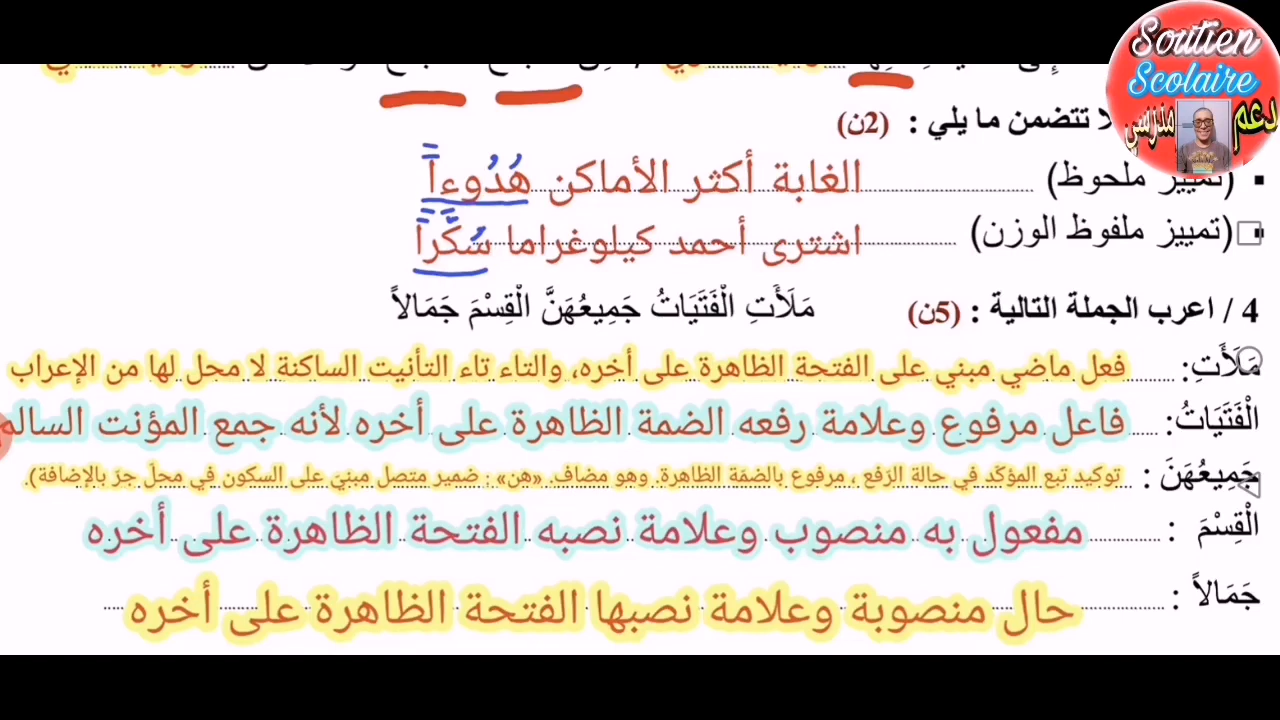 Soutien
Scolaire
دعم
مدرسي
لا تتضمن ما يلي : (2ن)
(تمييز ملحوظ) الغابة أكثر الأماكن هُدُوءاً
(تمييز ملفوظ الوزن) اشترى أحمد كيلوغراما سُكَّراً
4 / اعرب الجملة التالية : (5ن) مَلَأَتِ الْفَتَيَاتُ جَمِيعُهَنَّ الْقِسْمَ جَمَالاً
مَلَأَتِ: فعل ماضي مبني على الفتحة الظاهرة على أخره، والتاء تاء التأنيت الساكنة لا محل لها من الإعراب
الْفَتَيَاتُ: فاعل مرفوع وعلامة رفعه الضمة الظاهرة على أخره لأنه جمع المؤنت السالم
جَمِيعُهَنَ : توكيد تبع المؤكّد في حالة الرّفع ، مرفوع بالضمّة الظاهرة. وهو مضاف. «هن» : ضمير متصل مبنيّ على السكون في محلّ جرّ بالإضافة).
الْقِسْمَ : مفعول به منصوب وعلامة نصبه الفتحة الظاهرة على أخره
جَمَالاً : حال منصوبة وعلامة نصبها الفتحة الظاهرة على أخره